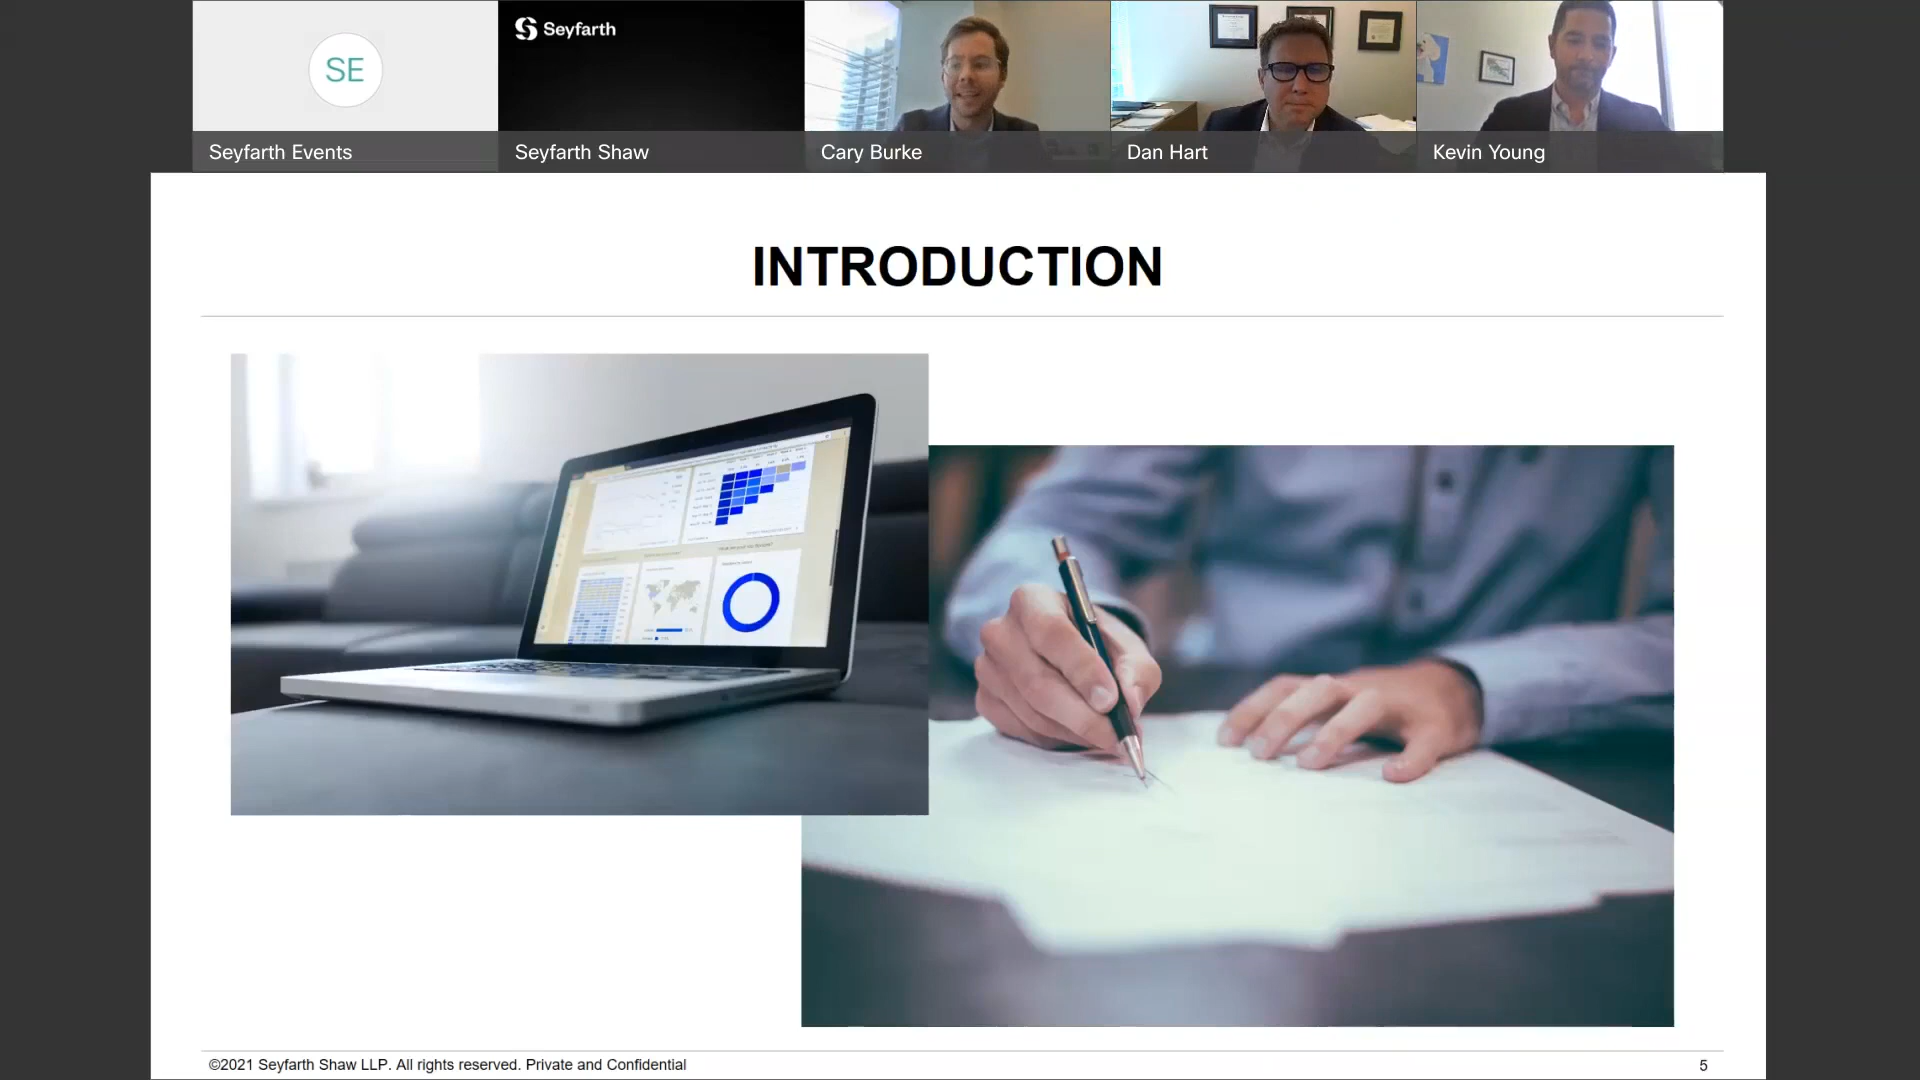 SE
Seyfarth
Seyfarth Events
Seyfarth Shaw
Cary Burke
Dan Hart
Kevin Young
INTRODUCTION
©2021 Seyfarth Shaw LLP. All rights reserved. Private and Confidential
5